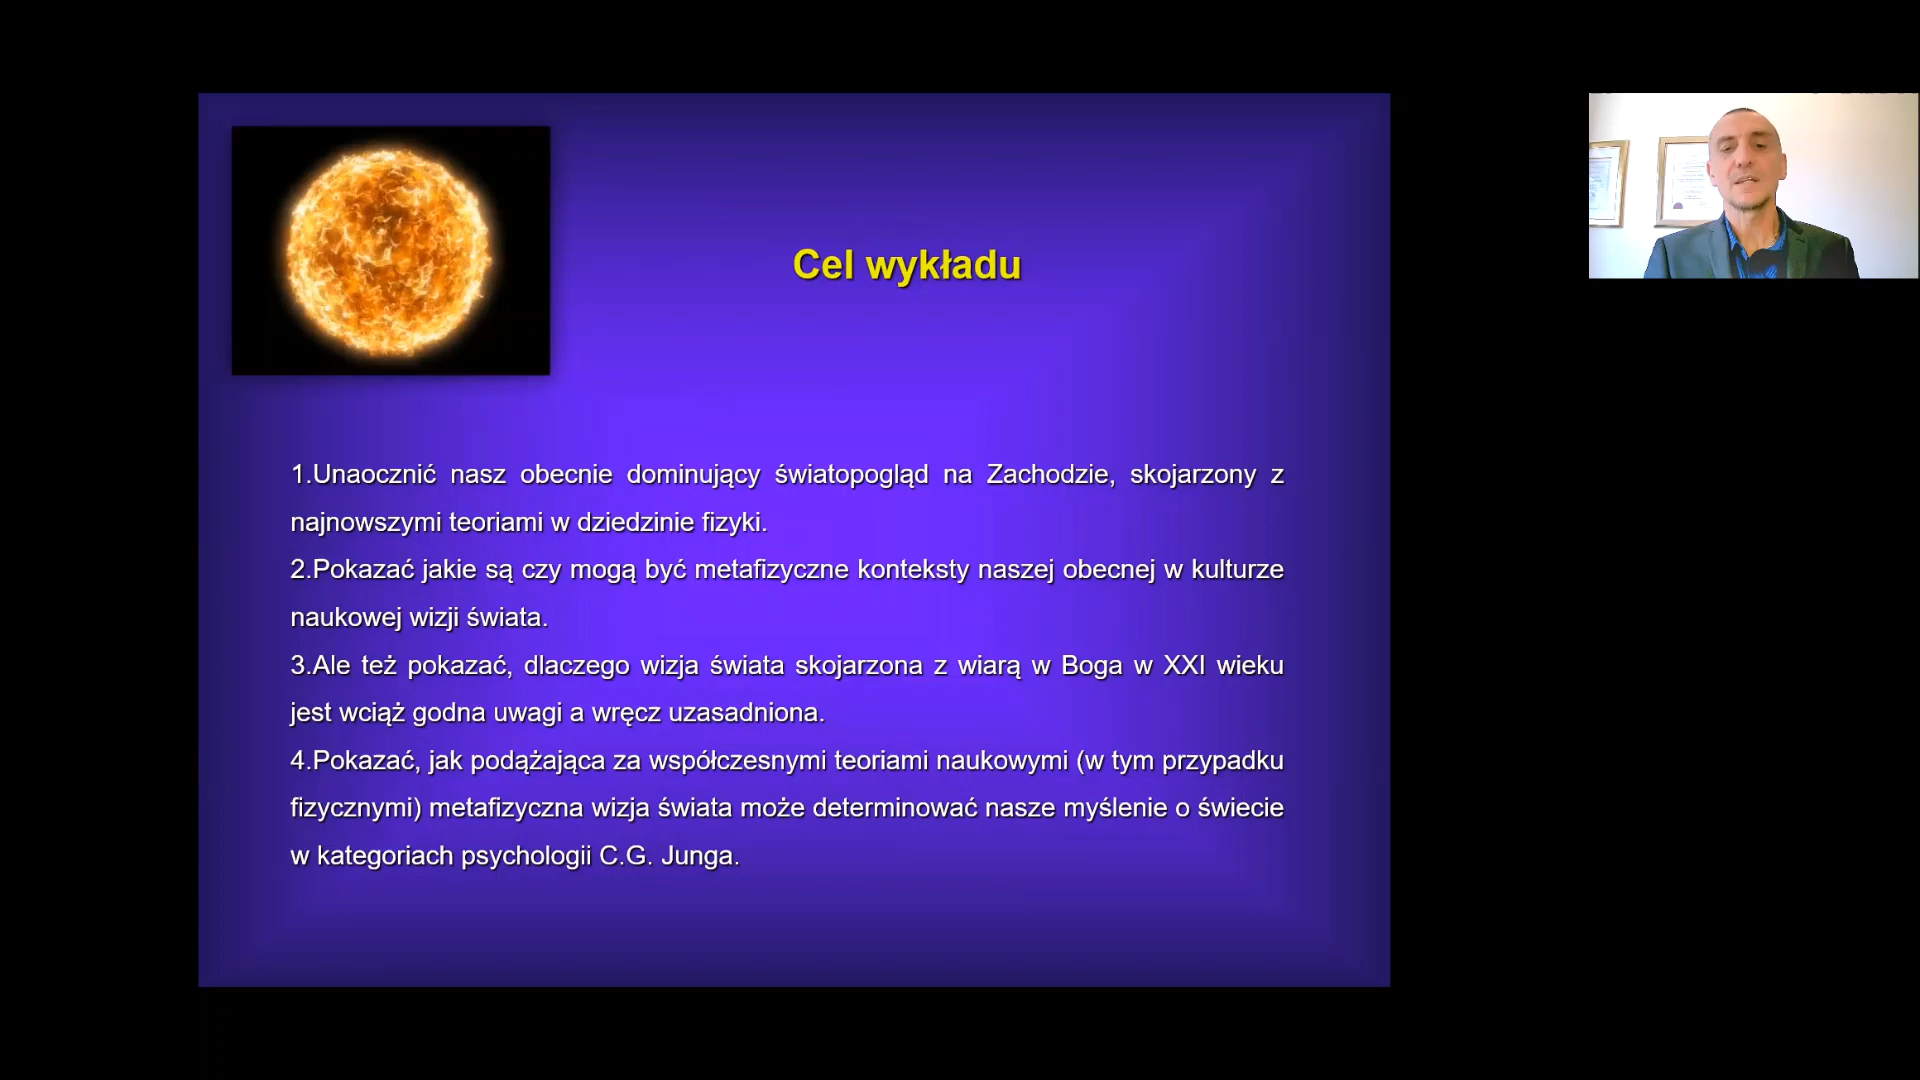 Cel wykładu
1.Unaocznić nasz obecnie dominujący światopogląd na Zachodzie, skojarzony z
najnowszymi teoriami w dziedzinie fizyki.
2.Pokazać jakie są czy mogą być metafizyczne konteksty naszej obecnej w kulturze
naukowej wizji świata.
3.Ale też pokazać, dlaczego wizja świata skojarzona z wiarą w Boga w XXI wieku
jest wciąż godna uwagi a wręcz uzasadniona.
4.Pokazać, jak podążająca za współczesnymi teoriami naukowymi (w tym przypadku
fizycznymi) metafizyczna wizja świata może determinować nasze myślenie o świecie
w kategoriach psychologii C.G. Junga.